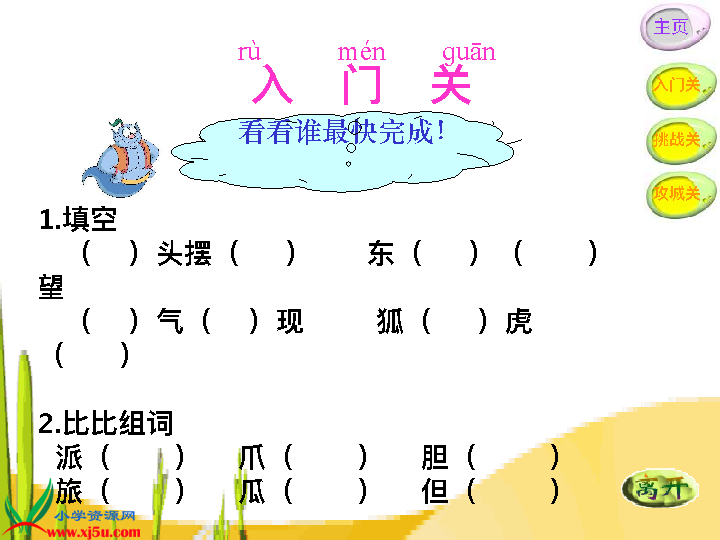 rù mén guān
入 门 关
看看谁最快完成！
主页
入门关
挑战关
攻城关
1.填空
（ ）头摆（ ） 东（ ）（ ）
望
（ ）气（ ）现 狐（ ）虎
（ ）
2.比比组词
派（ ） 爪（ ） 胆（ ）
旅（ ） 瓜（ ） 但（ ）
离开
小学资源网
www.xj5u.com